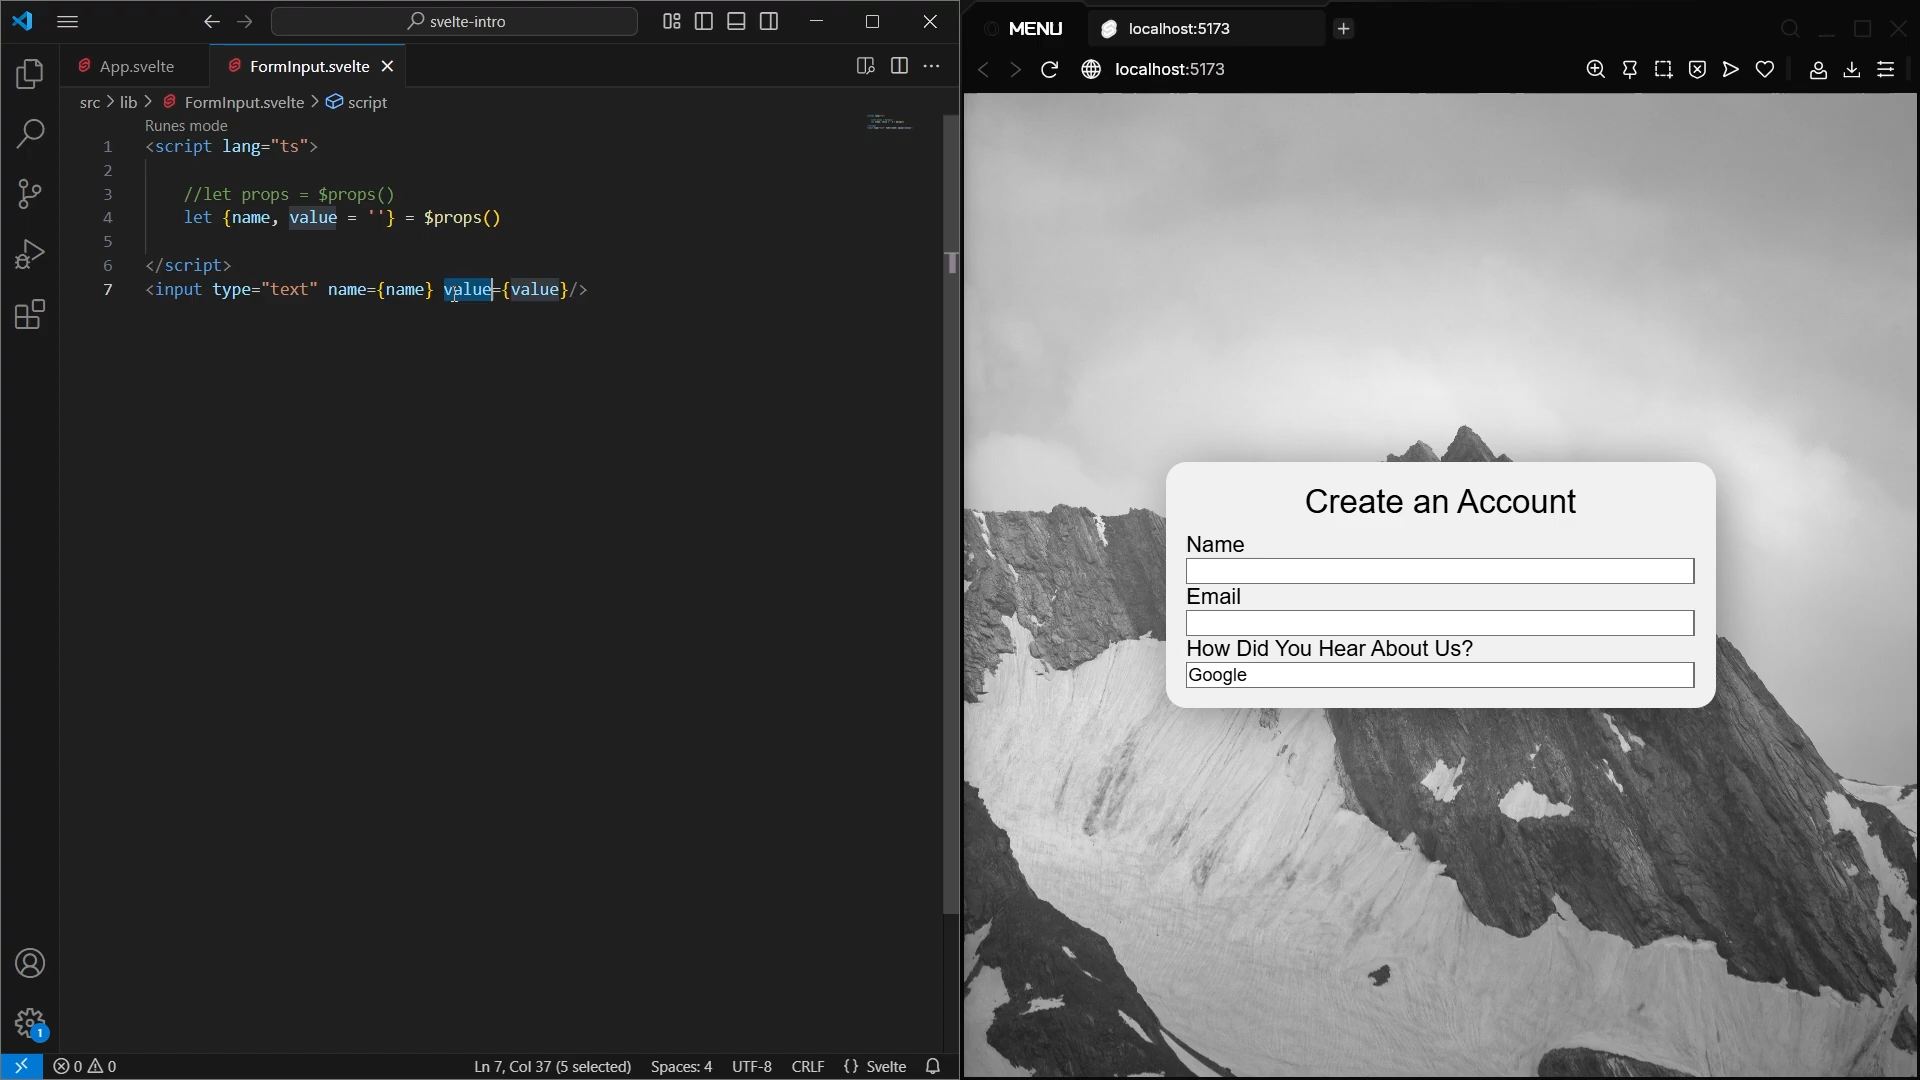 svelte-intro
App.svelte
FormInput.svelte
src > lib > FormInput.svelte > script
Runes mode
1 <script lang="ts">
2
3 //let props = $props()
4 let {name, value = ''} = $props()
5
6 </script>
7 <input type="text" name={name} value={value}/>
1
0 0
Ln 7, Col 37 (5 selected)
Spaces: 4
UTF-8
CRLF
{} Svelte
MENU
localhost:5173
localhost:5173
Create an Account
Name
Email
How Did You Hear About Us?
Google